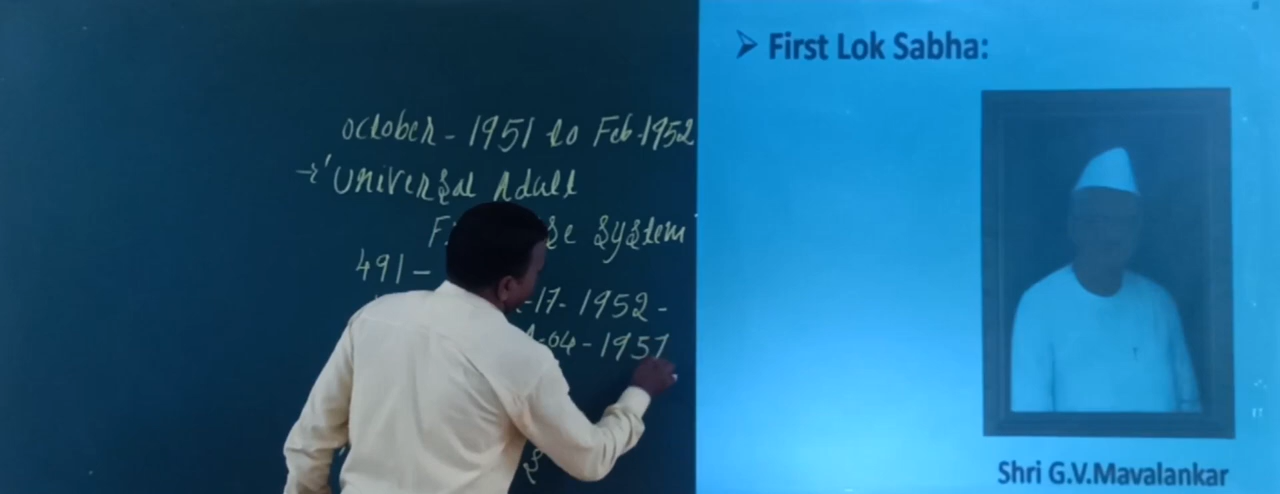 October - 1951 to Feb-1952
→ 'Universal Adult
System
491 -
-17-1952-
-04-1957
➢ First Lok Sabha:
Shri G.V.Mavalankar